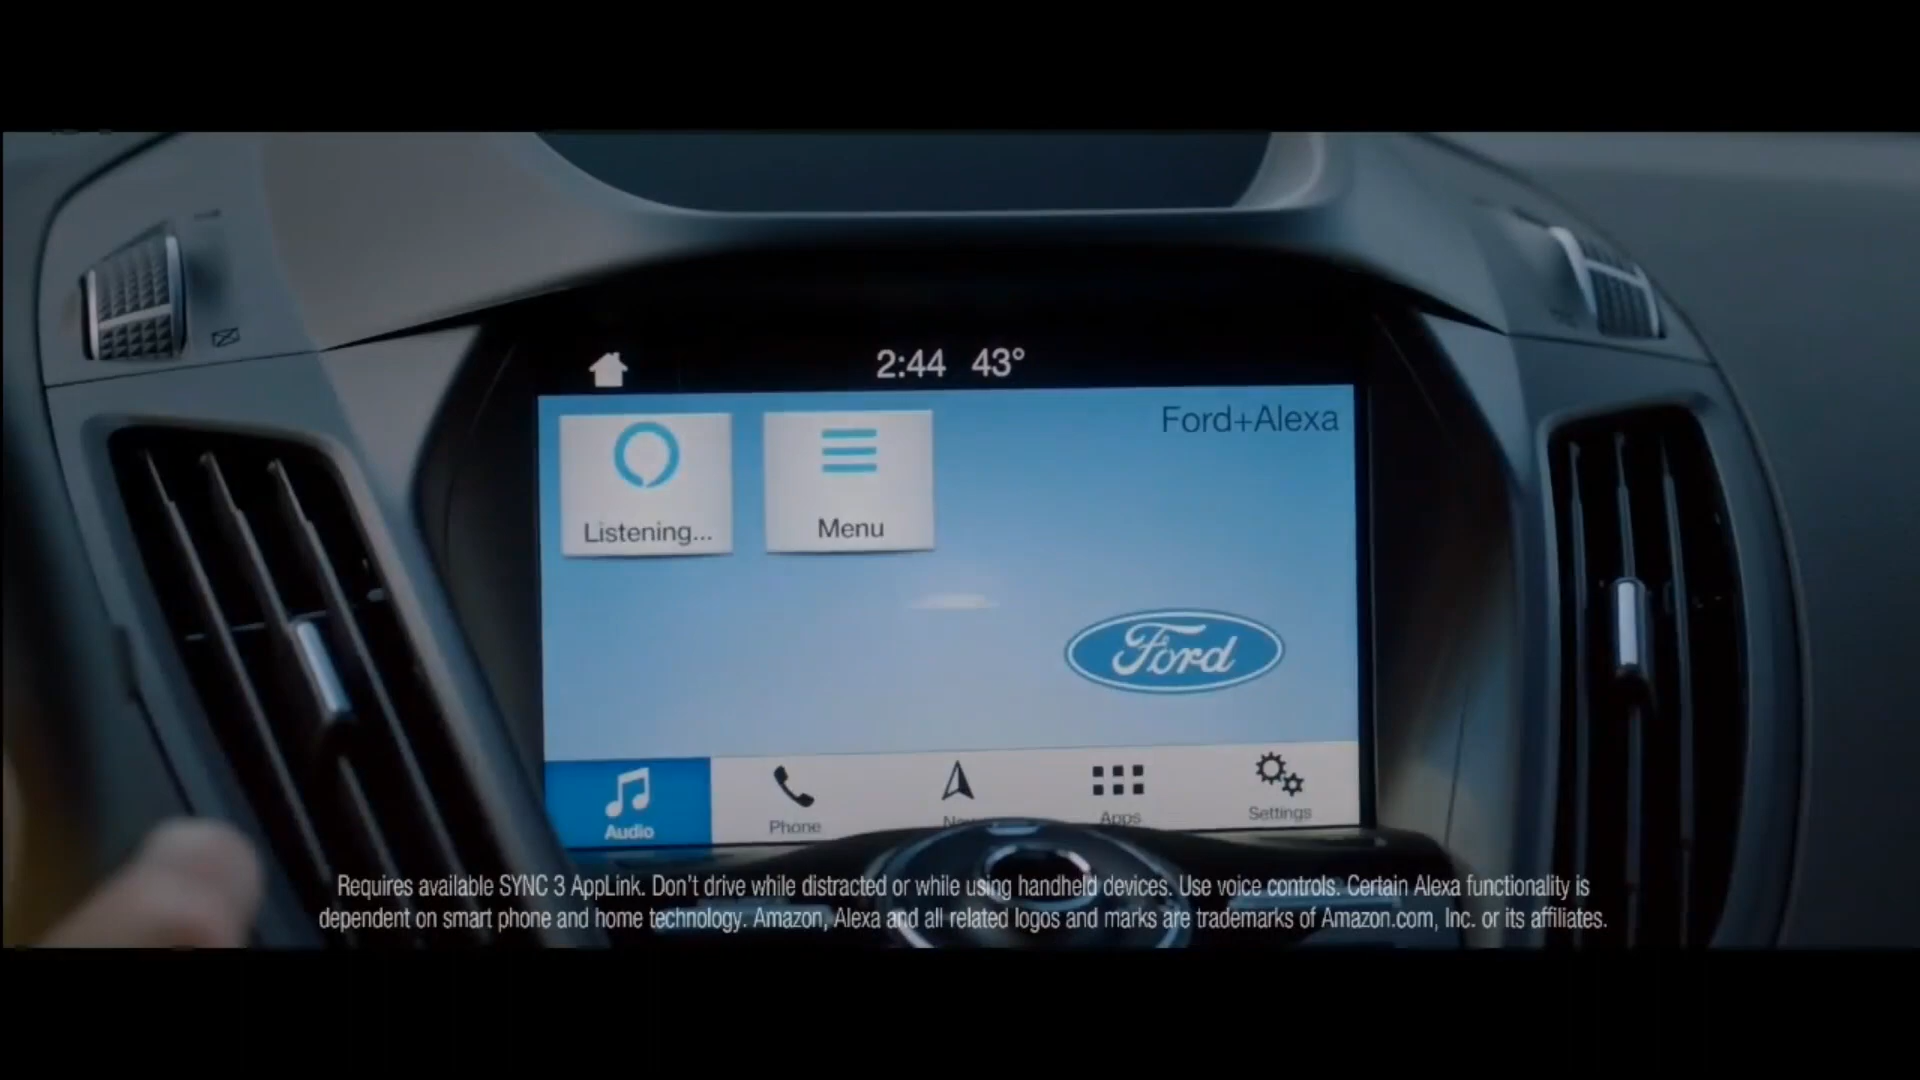 2:44 43°
Ford+Alexa
Listening...
Menu
Ford
Audio
Phone
Apps
Settings
Requires available SYNC 3 AppLink. Don't drive while distracted or while using handheld devices. Use voice controls. Certain Alexa functionality is
dependent on smart phone and home technology. Amazon, Alexa and all related logos and marks are trademarks of Amazon.com, Inc. or its affiliates.